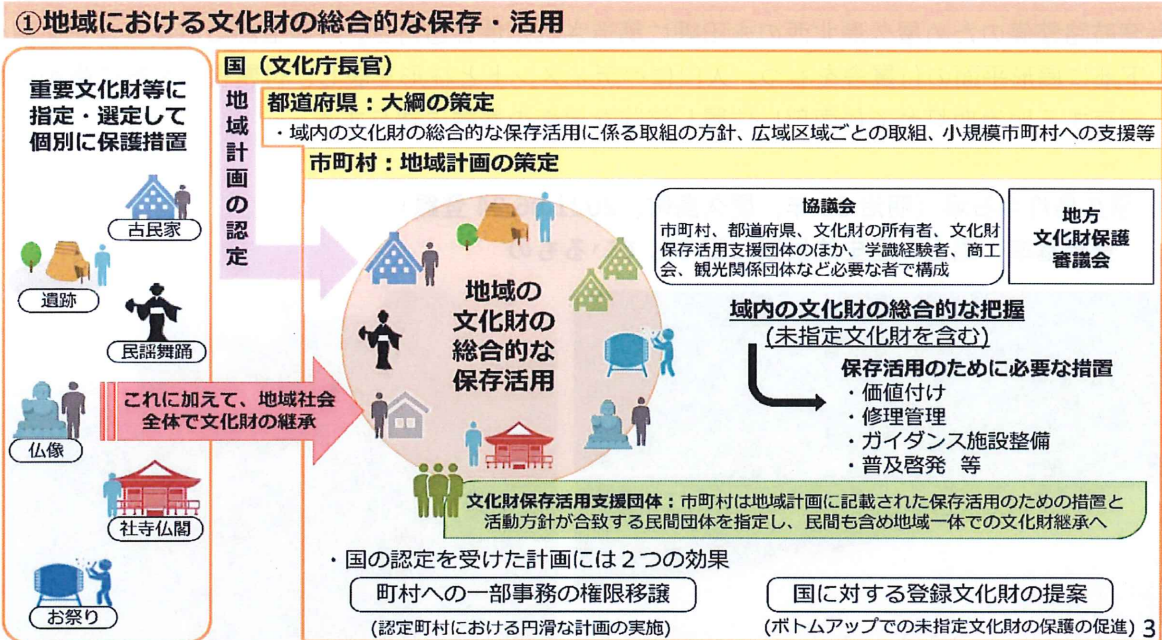 ①地域における文化財の総合的な保存・活用
重要文化財等に
指定・選定して
個別に保護措置
古民家
遺跡
民謡舞踊
仏像
社寺仏閣
お祭り
これに加えて、地域社会
全体で文化財の継承
国（文化庁長官）
地域計画の認定
都道府県：大綱の策定
・域内の文化財の総合的な保存活用に係る取組の方針、広域区域ごとの取組、小規模市町村への支援等
市町村：地域計画の策定
地域の
文化財の
総合的な
保存活用
協議会
市町村、都道府県、文化財の所有者、文化財
保存活用支援団体のほか、学識経験者、商工
会、観光関係団体など必要な者で構成
地方
文化財保護
審議会
域内の文化財の総合的な把握
(未指定文化財を含む)
保存活用のために必要な措置
・価値付け
・修理管理
・ガイダンス施設整備
・普及啓発 等
文化財保存活用支援団体：市町村は地域計画に記載された保存活用のための措置と
活動方針が合致する民間団体を指定し、民間も含め地域一体での文化財継承へ
・国の認定を受けた計画には２つの効果
町村への一部事務の権限移譲
(認定町村における円滑な計画の実施)
国に対する登録文化財の提案
(ボトムアップでの未指定文化財の保護の促進)
3